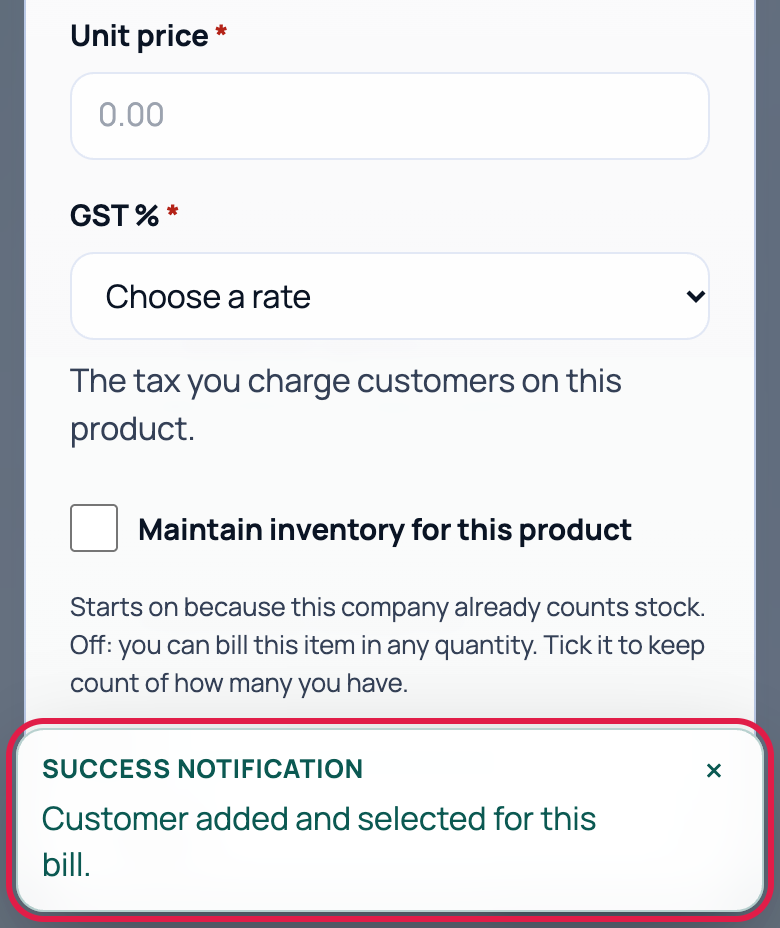 Unit price *
0.00
GST % *
Choose a rate
The tax you charge customers on this
product.
Maintain inventory for this product
Starts on because this company already counts stock.
Off: you can bill this item in any quantity. Tick it to keep
count of how many you have.
SUCCESS NOTIFICATION ×
Customer added and selected for this
bill.